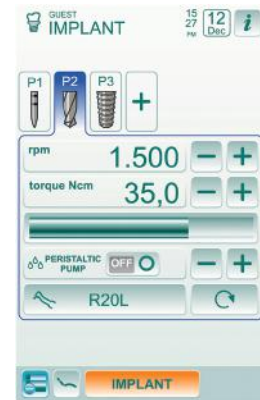 GUEST
IMPLANT
15
27
PM
12
Dec
i
P1
P2
P3
+
rpm
1.500
− +
torque Ncm
35,0
− +
PERISTALTIC
PUMP
OFF
− +
R20L
IMPLANT